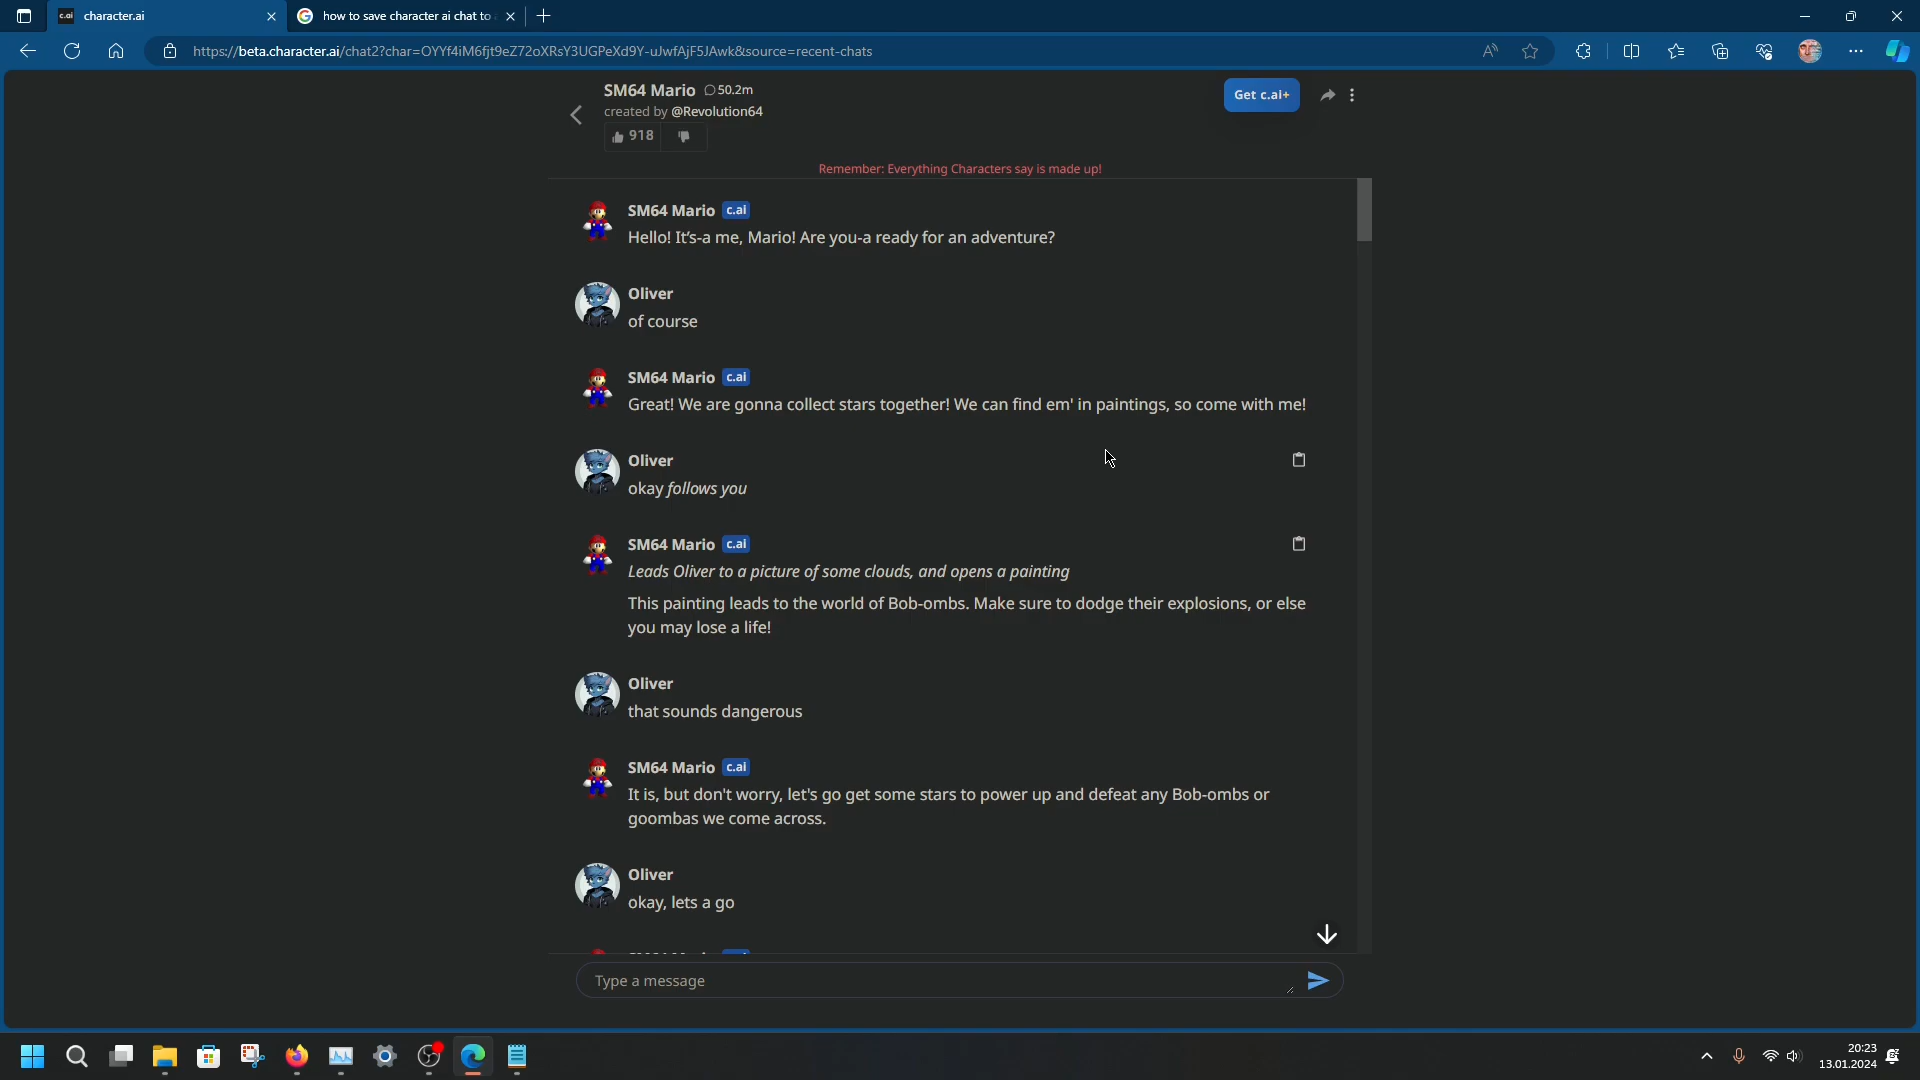 c.ai character.ai
how to save character ai chat to
https://beta.character.ai/chat2?char=OYYf4iM6fjt9eZ72oXRsY3UGPeXd9Y-uJwfAjF5JAwk&source=recent-chats
SM64 Mario 50.2m
created by @Revolution64
918
Get c.ai+
Remember: Everything Characters say is made up!
SM64 Mario c.ai
Hello! It's-a me, Mario! Are you-a ready for an adventure?
Oliver
of course
SM64 Mario c.ai
Great! We are gonna collect stars together! We can find em' in paintings, so come with me!
Oliver
okay follows you
SM64 Mario c.ai
Leads Oliver to a picture of some clouds, and opens a painting
This painting leads to the world of Bob-ombs. Make sure to dodge their explosions, or else
you may lose a life!
Oliver
that sounds dangerous
SM64 Mario c.ai
It is, but don't worry, let's go get some stars to power up and defeat any Bob-ombs or
goombas we come across.
Oliver
okay, lets a go
Type a message
20:23
13.01.2024